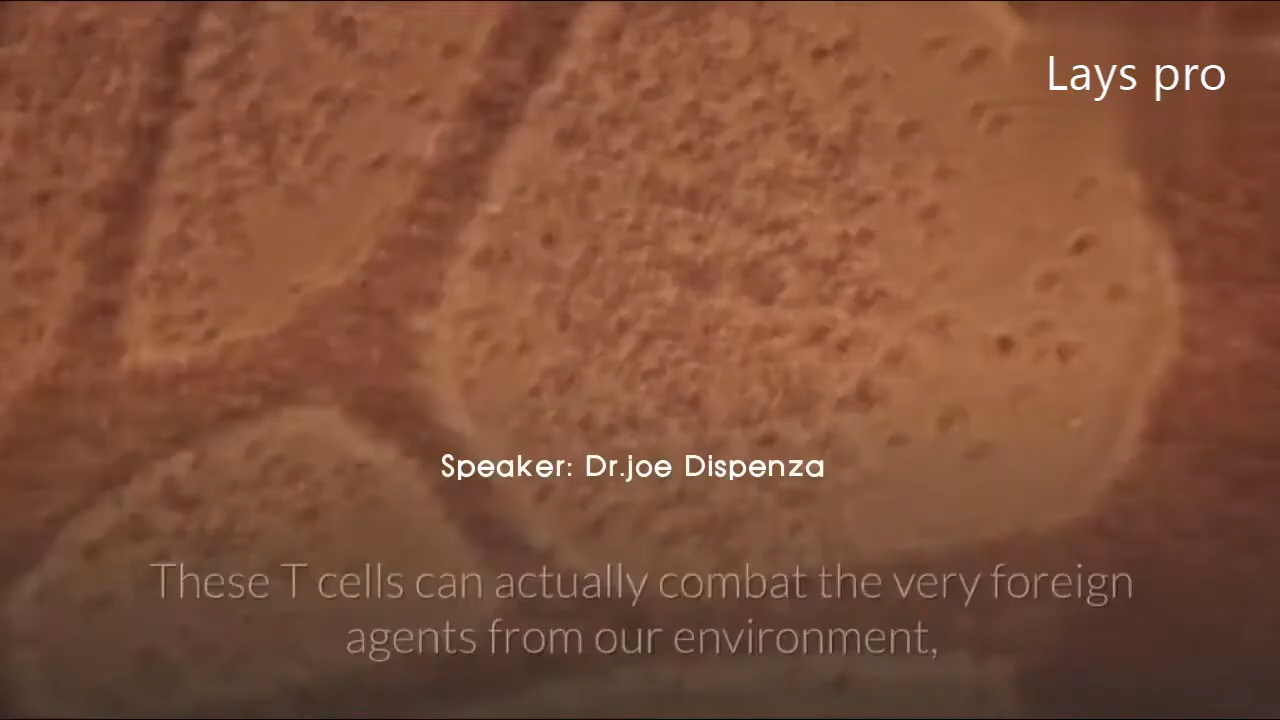 Lays pro
Speaker: Dr.joe Dispenza
These T cells can actually combat the very foreign
agents from our environment,